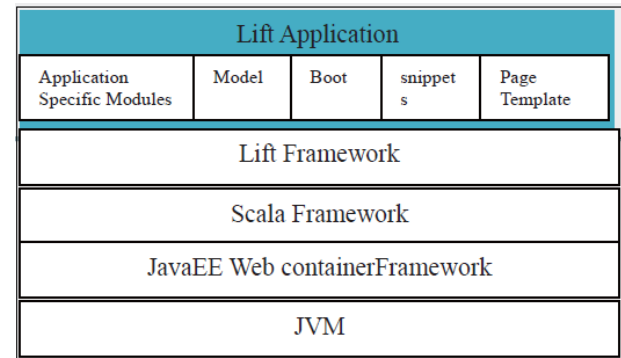 Lift Application
Application
Specific Modules
Model
Boot
snippet
s
Page
Template
Lift Framework
Scala Framework
JavaEE Web containerFramework
JVM